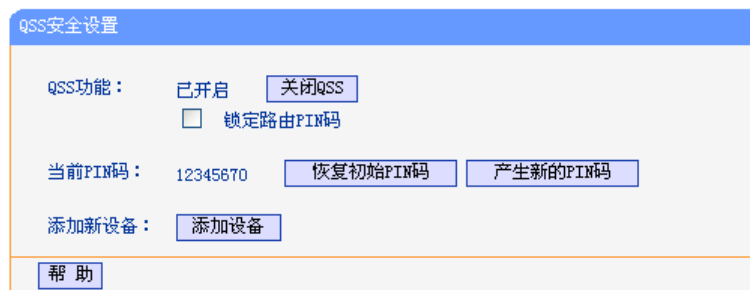 QSS安全设置
QSS功能： 已开启 关闭QSS
锁定路由PIN码
当前PIN码： 12345670 恢复初始PIN码 产生新的PIN码
添加新设备： 添加设备
帮 助